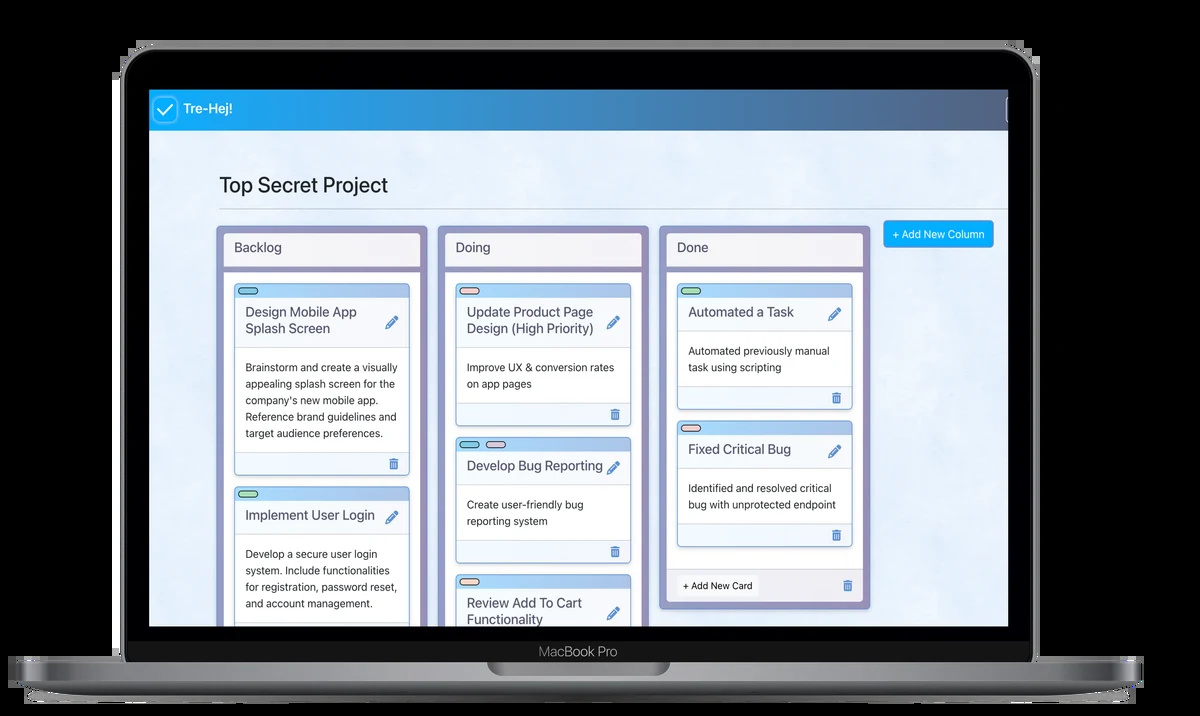 Tre-Hej!
Top Secret Project
+ Add New Column
Backlog
Design Mobile App
Splash Screen
Brainstorm and create a visually
appealing splash screen for the
company's new mobile app.
Reference brand guidelines and
target audience preferences.
Implement User Login
Develop a secure user login
system. Include functionalities
for registration, password reset,
and account management.
Doing
Update Product Page
Design (High Priority)
Improve UX & conversion rates
on app pages
Develop Bug Reporting
Create user-friendly bug
reporting system
Review Add To Cart
Functionality
Done
Automated a Task
Automated previously manual
task using scripting
Fixed Critical Bug
Identified and resolved critical
bug with unprotected endpoint
+ Add New Card
MacBook Pro